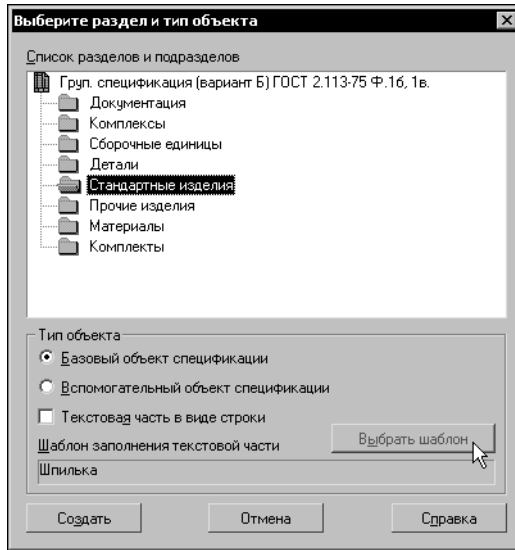 Выберите раздел и тип объекта
Список разделов и подразделов
Груп. спецификация (вариант Б) ГОСТ 2.113-75 Ф.1б, 1в.
Документация
Комплексы
Сборочные единицы
Детали
Стандартные изделия
Прочие изделия
Материалы
Комплекты
Тип объекта
Базовый объект спецификации
Вспомогательный объект спецификации
Текстовая часть в виде строки
Шаблон заполнения текстовой части
Выбрать шаблон
Шпилька
Создать Отмена Справка